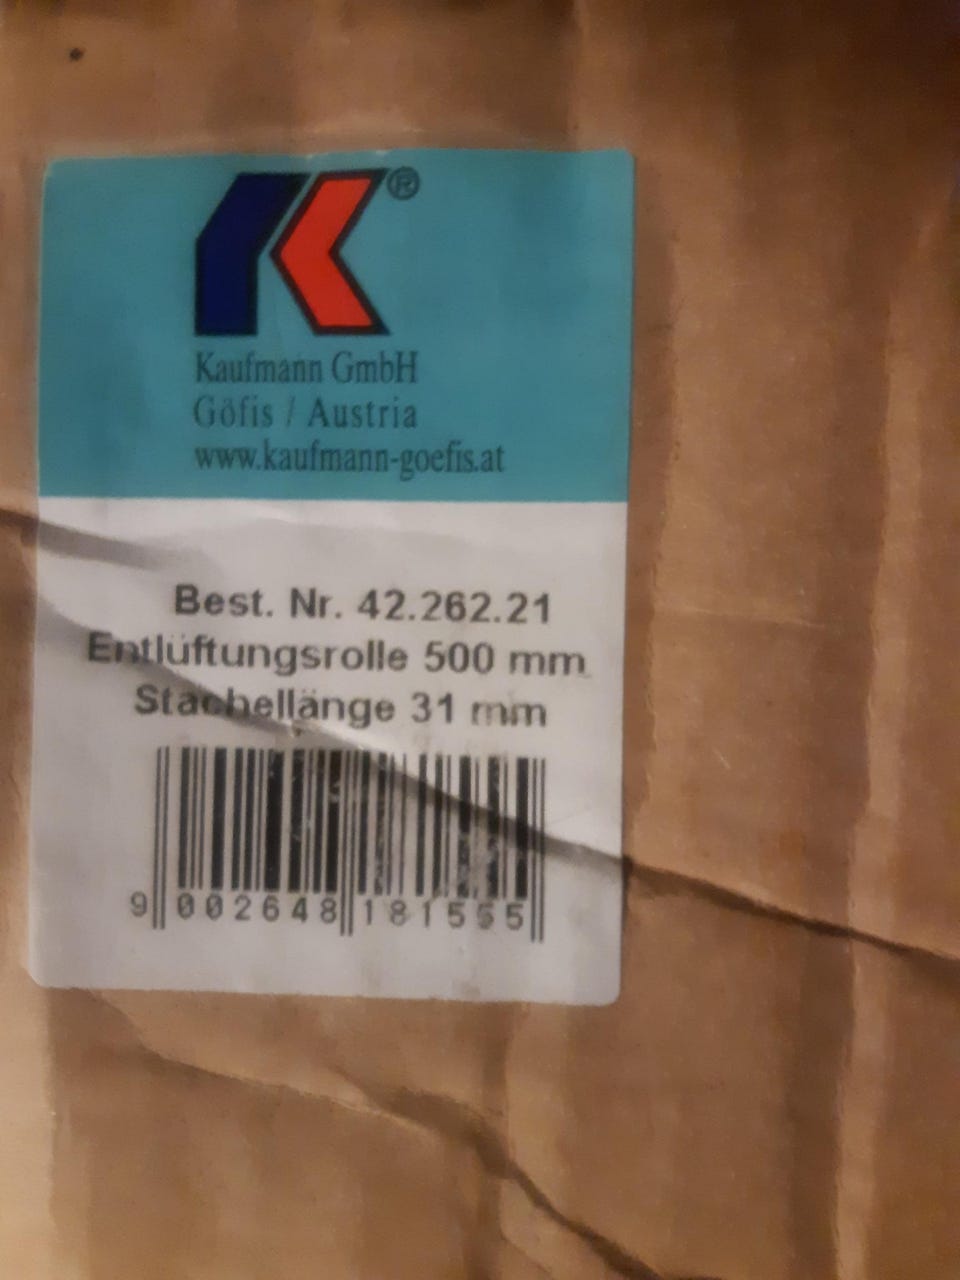 ®
Kaufmann GmbH
Göfis / Austria
www.kaufmann-goefis.at
Best. Nr. 42.262.21
Entlüftungsrolle 500 mm
Stachellänge 31 mm
9 002648 181555